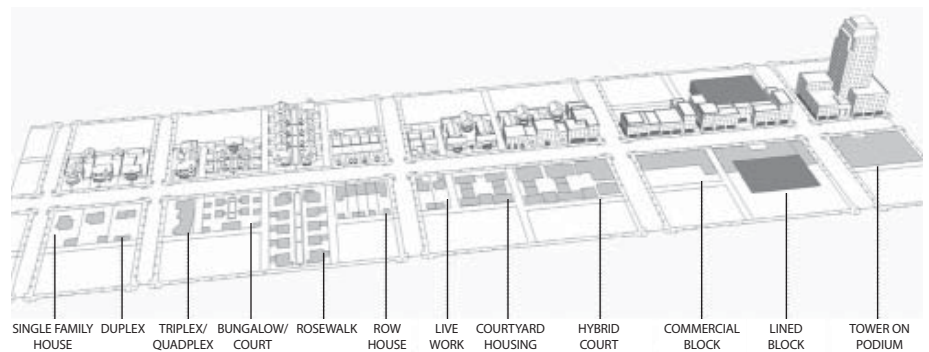 SINGLE FAMILY
HOUSE
DUPLEX
TRIPLEX/
QUADPLEX
BUNGALOW/
COURT
ROSEWALK
ROW
HOUSE
LIVE
WORK
COURTYARD
HOUSING
HYBRID
COURT
COMMERCIAL
BLOCK
LINED
BLOCK
TOWER ON
PODIUM